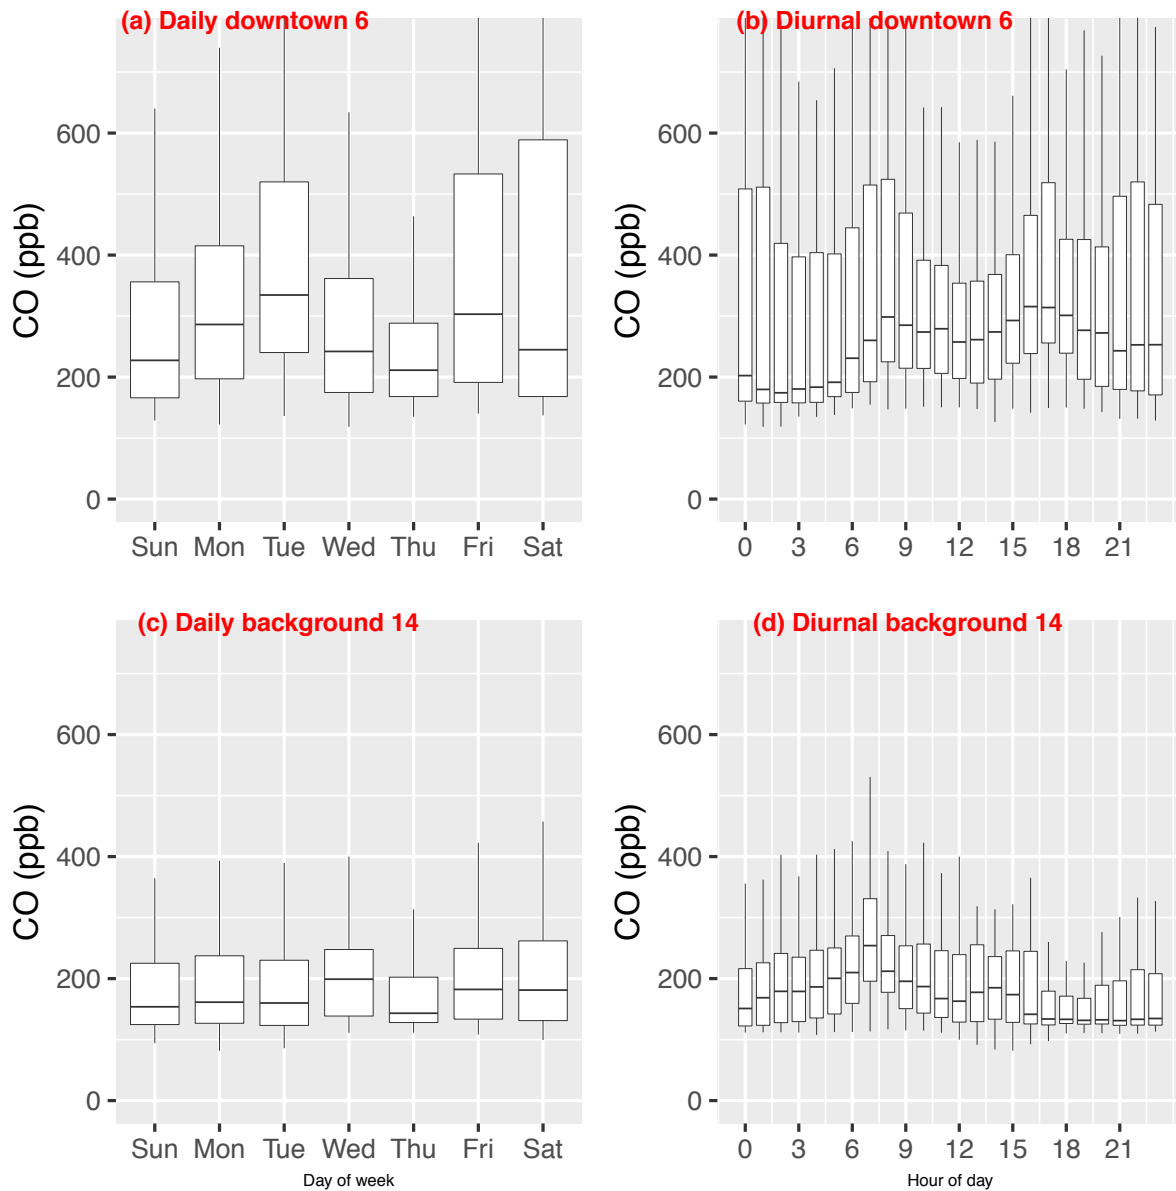 (a) Daily downtown 6
CO (ppb)
600
400
200
0
Sun Mon Tue Wed Thu Fri Sat
(b) Diurnal downtown 6
CO (ppb)
600
400
200
0
0 3 6 9 12 15 18 21
(c) Daily background 14
CO (ppb)
600
400
200
0
Sun Mon Tue Wed Thu Fri Sat
Day of week
(d) Diurnal background 14
CO (ppb)
600
400
200
0
0 3 6 9 12 15 18 21
Hour of day